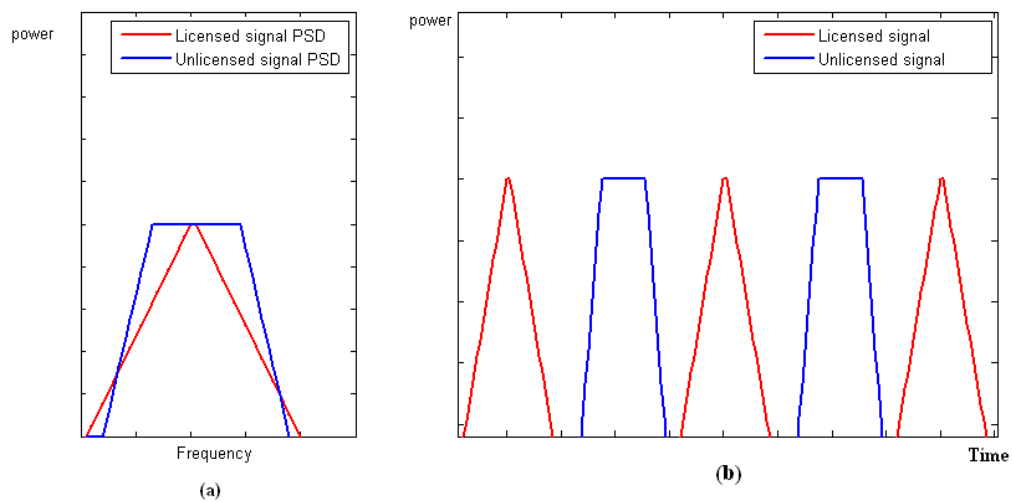 power
Licensed signal PSD
Unlicensed signal PSD
Frequency
(a)
power
Licensed signal
Unlicensed signal
Time
(b)